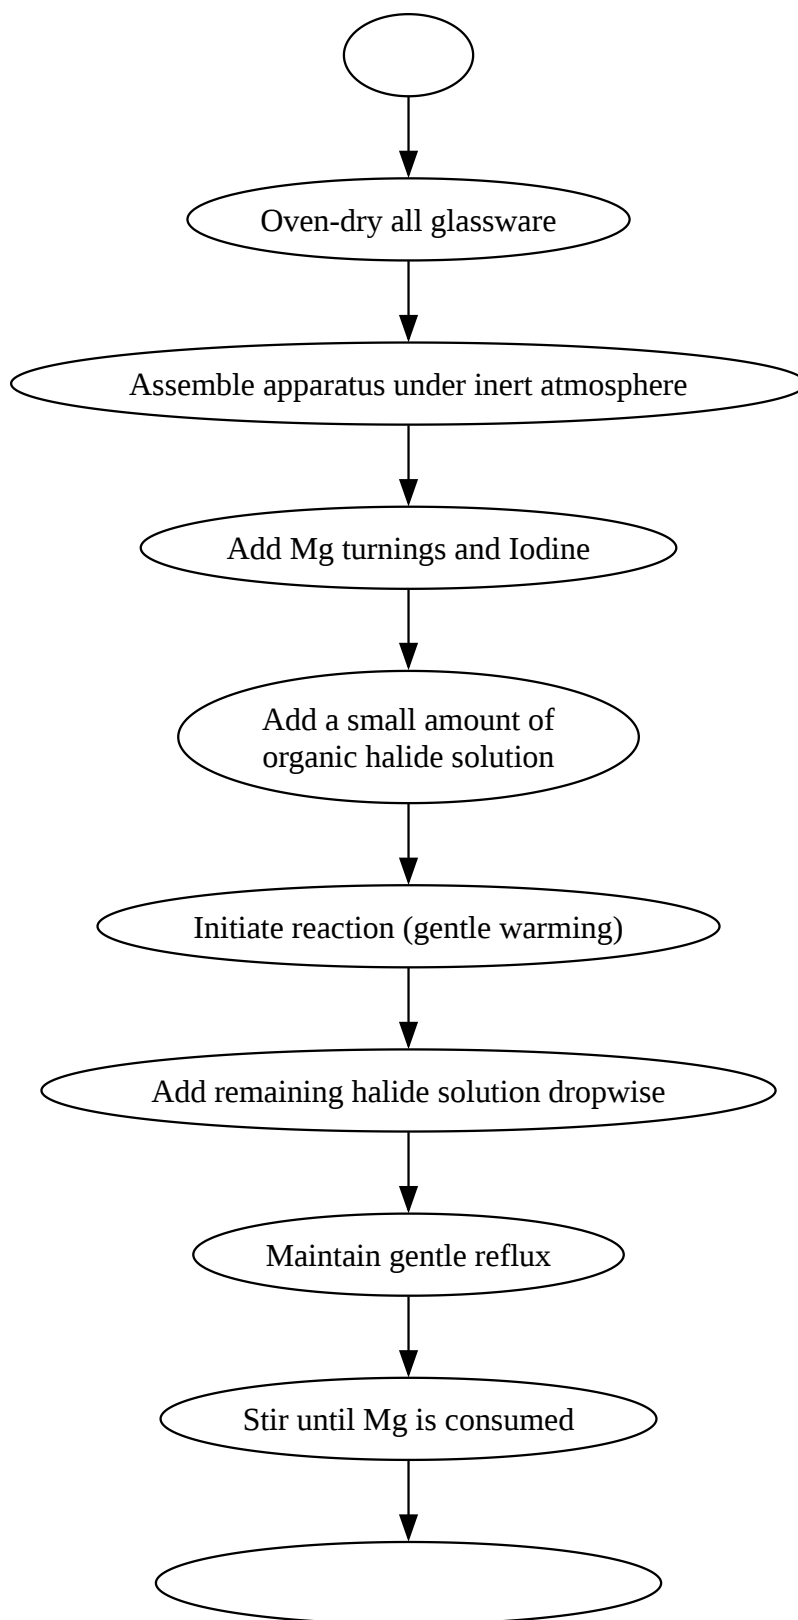 Oven-dry all glassware
Assemble apparatus under inert atmosphere
Add Mg turnings and Iodine
Add a small amount of
organic halide solution
Initiate reaction (gentle warming)
Add remaining halide solution dropwise
Maintain gentle reflux
Stir until Mg is consumed